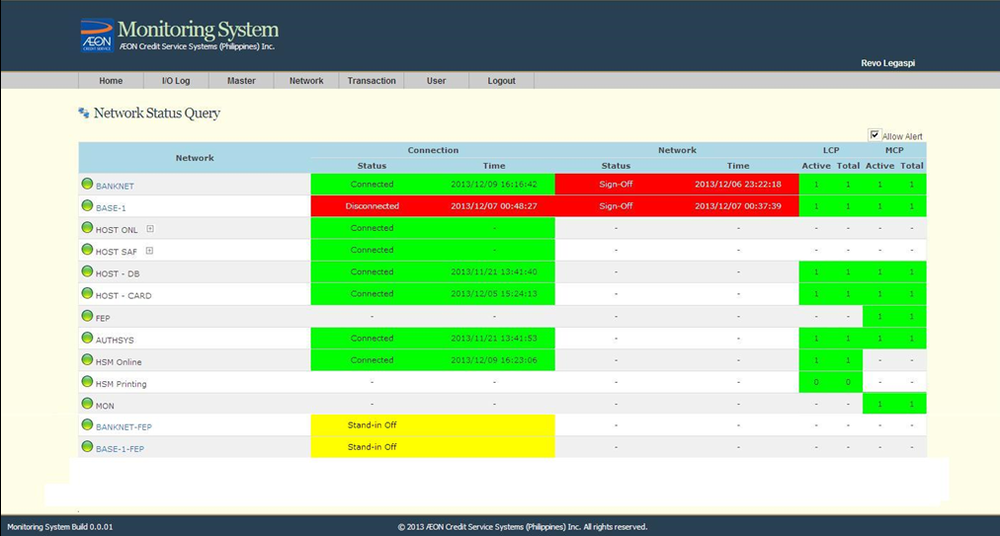 Monitoring System
ÆON
CREDIT SERVICE
ÆON Credit Service Systems (Philippines) Inc.
Revo Legaspi
Home I/O Log Master Network Transaction User Logout
Network Status Query
Allow Alert
Network Connection Network LCP MCP
Status Time Status Time Active Total Active Total
BANKNET Connected 2013/12/09 16:16:42 Sign-Off 2013/12/06 23:22:18 1 1 1 1
BASE-1 Disconnected 2013/12/07 00:48:27 Sign-Off 2013/12/07 00:37:39 1 1 1 1
HOST ONL Connected - - - - - - -
HOST SAF Connected - - - - - - -
HOST - DB Connected 2013/11/21 13:41:40 - - 1 1 1 1
HOST - CARD Connected 2013/12/05 15:24:13 - - 1 1 1 1
FEP - - - - - - 1 1
AUTHSYS Connected 2013/11/21 13:41:53 - - 1 1 1 1
HSM Online Connected 2013/12/09 16:23:06 - - 1 1 - -
HSM Printing - - - - 0 0 - -
MON - - - - - - 1 1
BANKNET-FEP Stand-in Off - - - - - -
BASE-1-FEP Stand-in Off - - - - - -
Monitoring System Build 0.0.01 © 2013 ÆON Credit Service Systems (Philippines) Inc. All rights reserved.